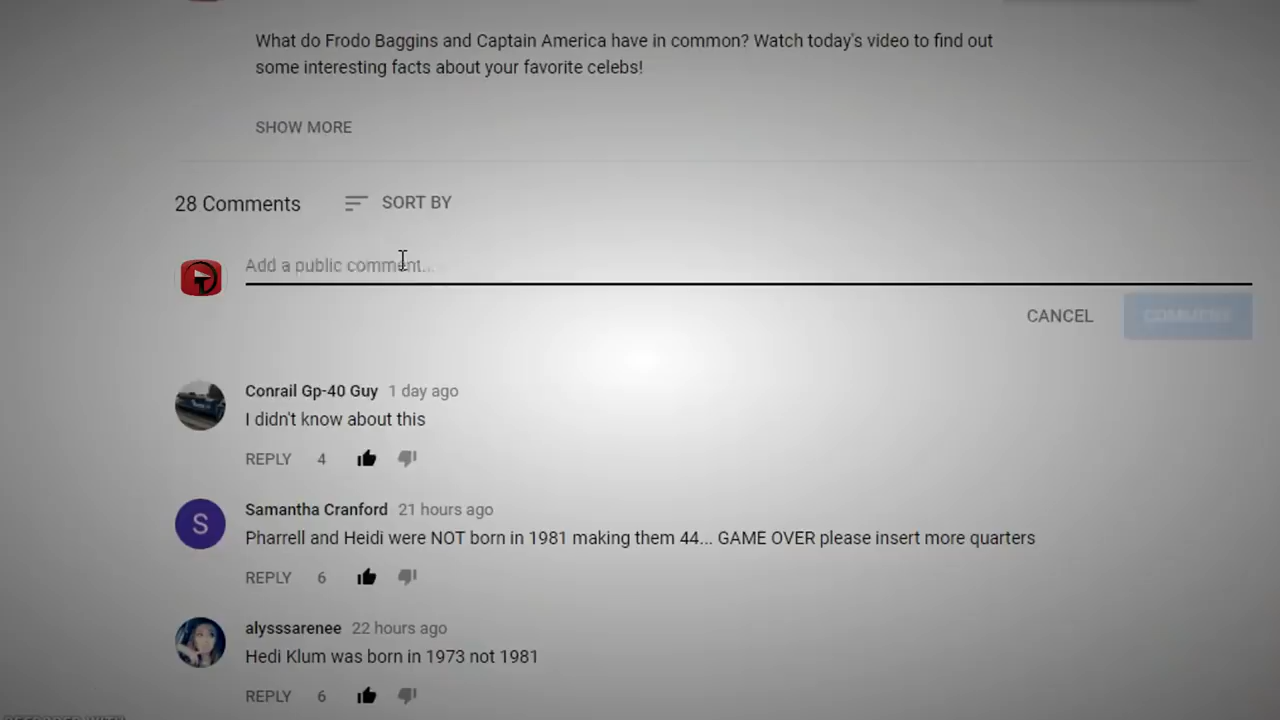 What do Frodo Baggins and Captain America have in common? Watch today's video to find out
some interesting facts about your favorite celebs!
SHOW MORE
28 Comments
SORT BY
Add a public comment...
CANCEL
COMMENT
Conrail Gp-40 Guy 1 day ago
I didn't know about this
REPLY 4
S
Samantha Cranford 21 hours ago
Pharrell and Heidi were NOT born in 1981 making them 44... GAME OVER please insert more quarters
REPLY 6
alysssarenee 22 hours ago
Hedi Klum was born in 1973 not 1981
REPLY 6